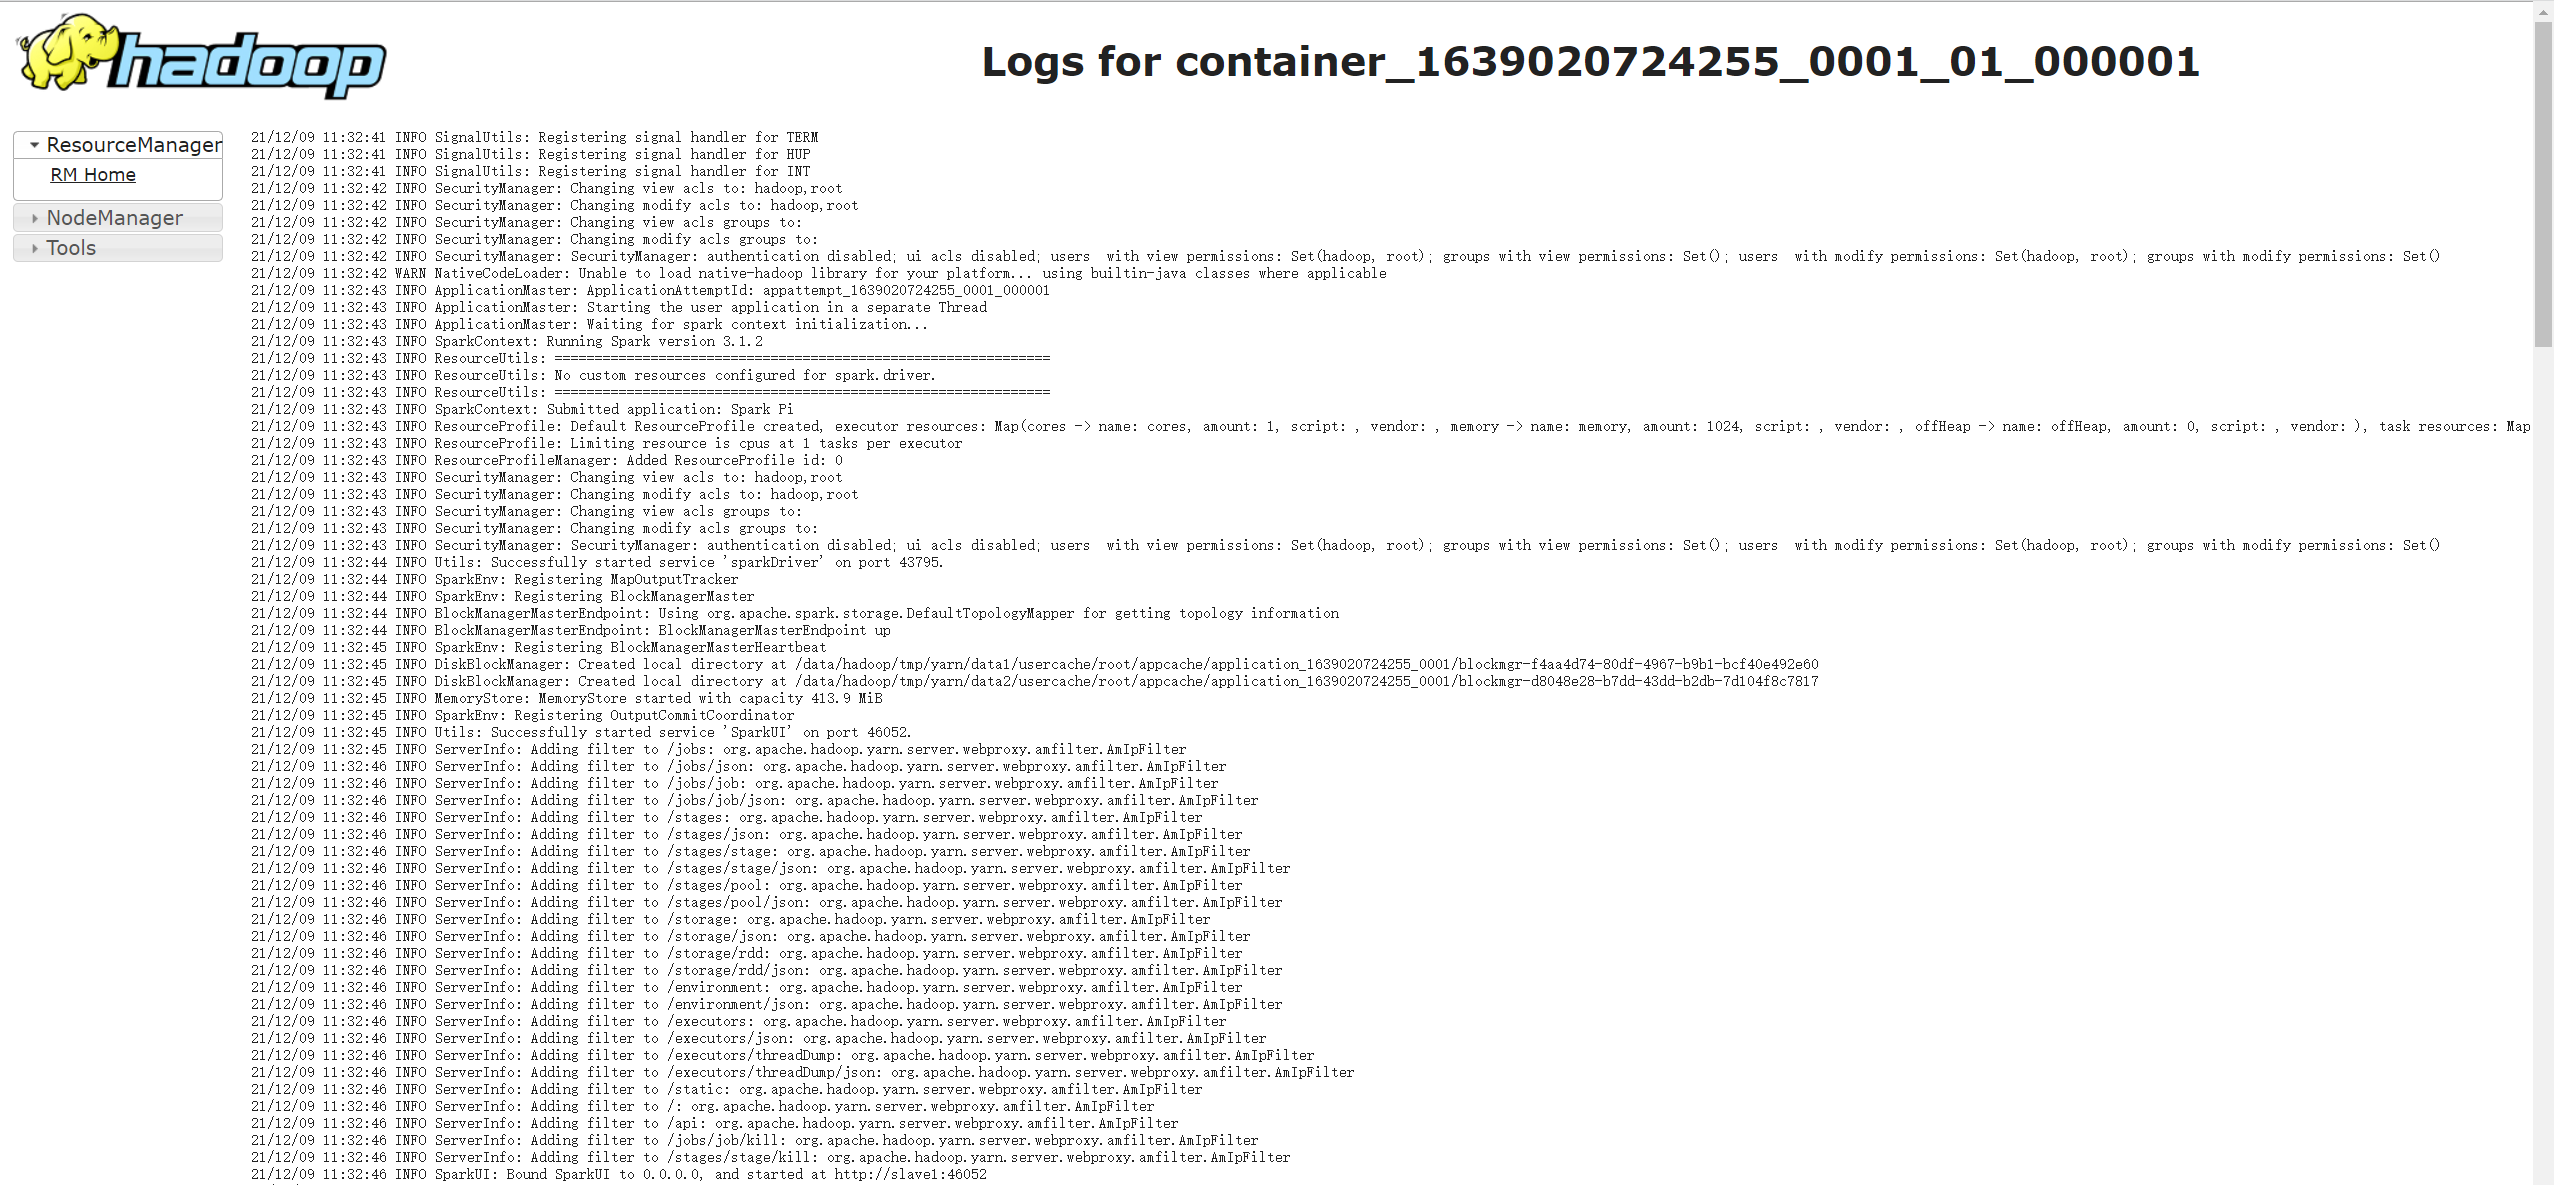 hadoop
Logs for container_1639020724255_0001_01_000001
ResourceManager
RM Home
NodeManager
Tools
21/12/09 11:32:41 INFO SignalUtils: Registering signal handler for TERM
21/12/09 11:32:41 INFO SignalUtils: Registering signal handler for HUP
21/12/09 11:32:41 INFO SignalUtils: Registering signal handler for INT
21/12/09 11:32:42 INFO SecurityManager: Changing view acls to: hadoop,root
21/12/09 11:32:42 INFO SecurityManager: Changing modify acls to: hadoop,root
21/12/09 11:32:42 INFO SecurityManager: Changing view acls groups to:
21/12/09 11:32:42 INFO SecurityManager: Changing modify acls groups to:
21/12/09 11:32:42 INFO SecurityManager: SecurityManager: authentication disabled; ui acls disabled; users  with view permissions: Set(hadoop, root); groups with view permissions: Set(); users  with modify permissions: Set(hadoop, root); groups with modify permissions: Set()
21/12/09 11:32:42 WARN NativeCodeLoader: Unable to load native-hadoop library for your platform... using builtin-java classes where applicable
21/12/09 11:32:43 INFO ApplicationMaster: ApplicationAttemptId: appattempt_1639020724255_0001_000001
21/12/09 11:32:43 INFO ApplicationMaster: Starting the user application in a separate Thread
21/12/09 11:32:43 INFO ApplicationMaster: Waiting for spark context initialization...
21/12/09 11:32:43 INFO SparkContext: Running Spark version 3.1.2
21/12/09 11:32:43 INFO ResourceUtils: ==============================================================
21/12/09 11:32:43 INFO ResourceUtils: No custom resources configured for spark.driver.
21/12/09 11:32:43 INFO ResourceUtils: ==============================================================
21/12/09 11:32:43 INFO SparkContext: Submitted application: Spark Pi
21/12/09 11:32:43 INFO ResourceProfile: Default ResourceProfile created, executor resources: Map(cores -> name: cores, amount: 1, script: , vendor: , memory -> name: memory, amount: 1024, script: , vendor: , offHeap -> name: offHeap, amount: 0, script: , vendor: ), task resources: Map
21/12/09 11:32:43 INFO ResourceProfile: Limiting resource is cpus at 1 tasks per executor
21/12/09 11:32:43 INFO ResourceProfileManager: Added ResourceProfile id: 0
21/12/09 11:32:43 INFO SecurityManager: Changing view acls to: hadoop,root
21/12/09 11:32:43 INFO SecurityManager: Changing modify acls to: hadoop,root
21/12/09 11:32:43 INFO SecurityManager: Changing view acls groups to:
21/12/09 11:32:43 INFO SecurityManager: Changing modify acls groups to:
21/12/09 11:32:43 INFO SecurityManager: SecurityManager: authentication disabled; ui acls disabled; users  with view permissions: Set(hadoop, root); groups with view permissions: Set(); users  with modify permissions: Set(hadoop, root); groups with modify permissions: Set()
21/12/09 11:32:44 INFO Utils: Successfully started service 'sparkDriver' on port 43795.
21/12/09 11:32:44 INFO SparkEnv: Registering MapOutputTracker
21/12/09 11:32:44 INFO SparkEnv: Registering BlockManagerMaster
21/12/09 11:32:44 INFO BlockManagerMasterEndpoint: Using org.apache.spark.storage.DefaultTopologyMapper for getting topology information
21/12/09 11:32:44 INFO BlockManagerMasterEndpoint: BlockManagerMasterEndpoint up
21/12/09 11:32:45 INFO SparkEnv: Registering BlockManagerMasterHeartbeat
21/12/09 11:32:45 INFO DiskBlockManager: Created local directory at /data/hadoop/tmp/yarn/data1/usercache/root/appcache/application_1639020724255_0001/blockmgr-f4aa4d74-80df-4967-b9b1-bcf40e492e60
21/12/09 11:32:45 INFO DiskBlockManager: Created local directory at /data/hadoop/tmp/yarn/data2/usercache/root/appcache/application_1639020724255_0001/blockmgr-d8048e28-b7dd-43dd-b2db-7d104f8c7817
21/12/09 11:32:45 INFO MemoryStore: MemoryStore started with capacity 413.9 MiB
21/12/09 11:32:45 INFO SparkEnv: Registering OutputCommitCoordinator
21/12/09 11:32:45 INFO Utils: Successfully started service 'SparkUI' on port 46052.
21/12/09 11:32:45 INFO ServerInfo: Adding filter to /jobs: org.apache.hadoop.yarn.server.webproxy.amfilter.AmIpFilter
21/12/09 11:32:46 INFO ServerInfo: Adding filter to /jobs/json: org.apache.hadoop.yarn.server.webproxy.amfilter.AmIpFilter
21/12/09 11:32:46 INFO ServerInfo: Adding filter to /jobs/job: org.apache.hadoop.yarn.server.webproxy.amfilter.AmIpFilter
21/12/09 11:32:46 INFO ServerInfo: Adding filter to /jobs/job/json: org.apache.hadoop.yarn.server.webproxy.amfilter.AmIpFilter
21/12/09 11:32:46 INFO ServerInfo: Adding filter to /stages: org.apache.hadoop.yarn.server.webproxy.amfilter.AmIpFilter
21/12/09 11:32:46 INFO ServerInfo: Adding filter to /stages/json: org.apache.hadoop.yarn.server.webproxy.amfilter.AmIpFilter
21/12/09 11:32:46 INFO ServerInfo: Adding filter to /stages/stage: org.apache.hadoop.yarn.server.webproxy.amfilter.AmIpFilter
21/12/09 11:32:46 INFO ServerInfo: Adding filter to /stages/stage/json: org.apache.hadoop.yarn.server.webproxy.amfilter.AmIpFilter
21/12/09 11:32:46 INFO ServerInfo: Adding filter to /stages/pool: org.apache.hadoop.yarn.server.webproxy.amfilter.AmIpFilter
21/12/09 11:32:46 INFO ServerInfo: Adding filter to /stages/pool/json: org.apache.hadoop.yarn.server.webproxy.amfilter.AmIpFilter
21/12/09 11:32:46 INFO ServerInfo: Adding filter to /storage: org.apache.hadoop.yarn.server.webproxy.amfilter.AmIpFilter
21/12/09 11:32:46 INFO ServerInfo: Adding filter to /storage/json: org.apache.hadoop.yarn.server.webproxy.amfilter.AmIpFilter
21/12/09 11:32:46 INFO ServerInfo: Adding filter to /storage/rdd: org.apache.hadoop.yarn.server.webproxy.amfilter.AmIpFilter
21/12/09 11:32:46 INFO ServerInfo: Adding filter to /storage/rdd/json: org.apache.hadoop.yarn.server.webproxy.amfilter.AmIpFilter
21/12/09 11:32:46 INFO ServerInfo: Adding filter to /environment: org.apache.hadoop.yarn.server.webproxy.amfilter.AmIpFilter
21/12/09 11:32:46 INFO ServerInfo: Adding filter to /environment/json: org.apache.hadoop.yarn.server.webproxy.amfilter.AmIpFilter
21/12/09 11:32:46 INFO ServerInfo: Adding filter to /executors: org.apache.hadoop.yarn.server.webproxy.amfilter.AmIpFilter
21/12/09 11:32:46 INFO ServerInfo: Adding filter to /executors/json: org.apache.hadoop.yarn.server.webproxy.amfilter.AmIpFilter
21/12/09 11:32:46 INFO ServerInfo: Adding filter to /executors/threadDump: org.apache.hadoop.yarn.server.webproxy.amfilter.AmIpFilter
21/12/09 11:32:46 INFO ServerInfo: Adding filter to /executors/threadDump/json: org.apache.hadoop.yarn.server.webproxy.amfilter.AmIpFilter
21/12/09 11:32:46 INFO ServerInfo: Adding filter to /static: org.apache.hadoop.yarn.server.webproxy.amfilter.AmIpFilter
21/12/09 11:32:46 INFO ServerInfo: Adding filter to /: org.apache.hadoop.yarn.server.webproxy.amfilter.AmIpFilter
21/12/09 11:32:46 INFO ServerInfo: Adding filter to /api: org.apache.hadoop.yarn.server.webproxy.amfilter.AmIpFilter
21/12/09 11:32:46 INFO ServerInfo: Adding filter to /jobs/job/kill: org.apache.hadoop.yarn.server.webproxy.amfilter.AmIpFilter
21/12/09 11:32:46 INFO ServerInfo: Adding filter to /stages/stage/kill: org.apache.hadoop.yarn.server.webproxy.amfilter.AmIpFilter
21/12/09 11:32:46 INFO SparkUI: Bound SparkUI to 0.0.0.0, and started at http://slave1:46052